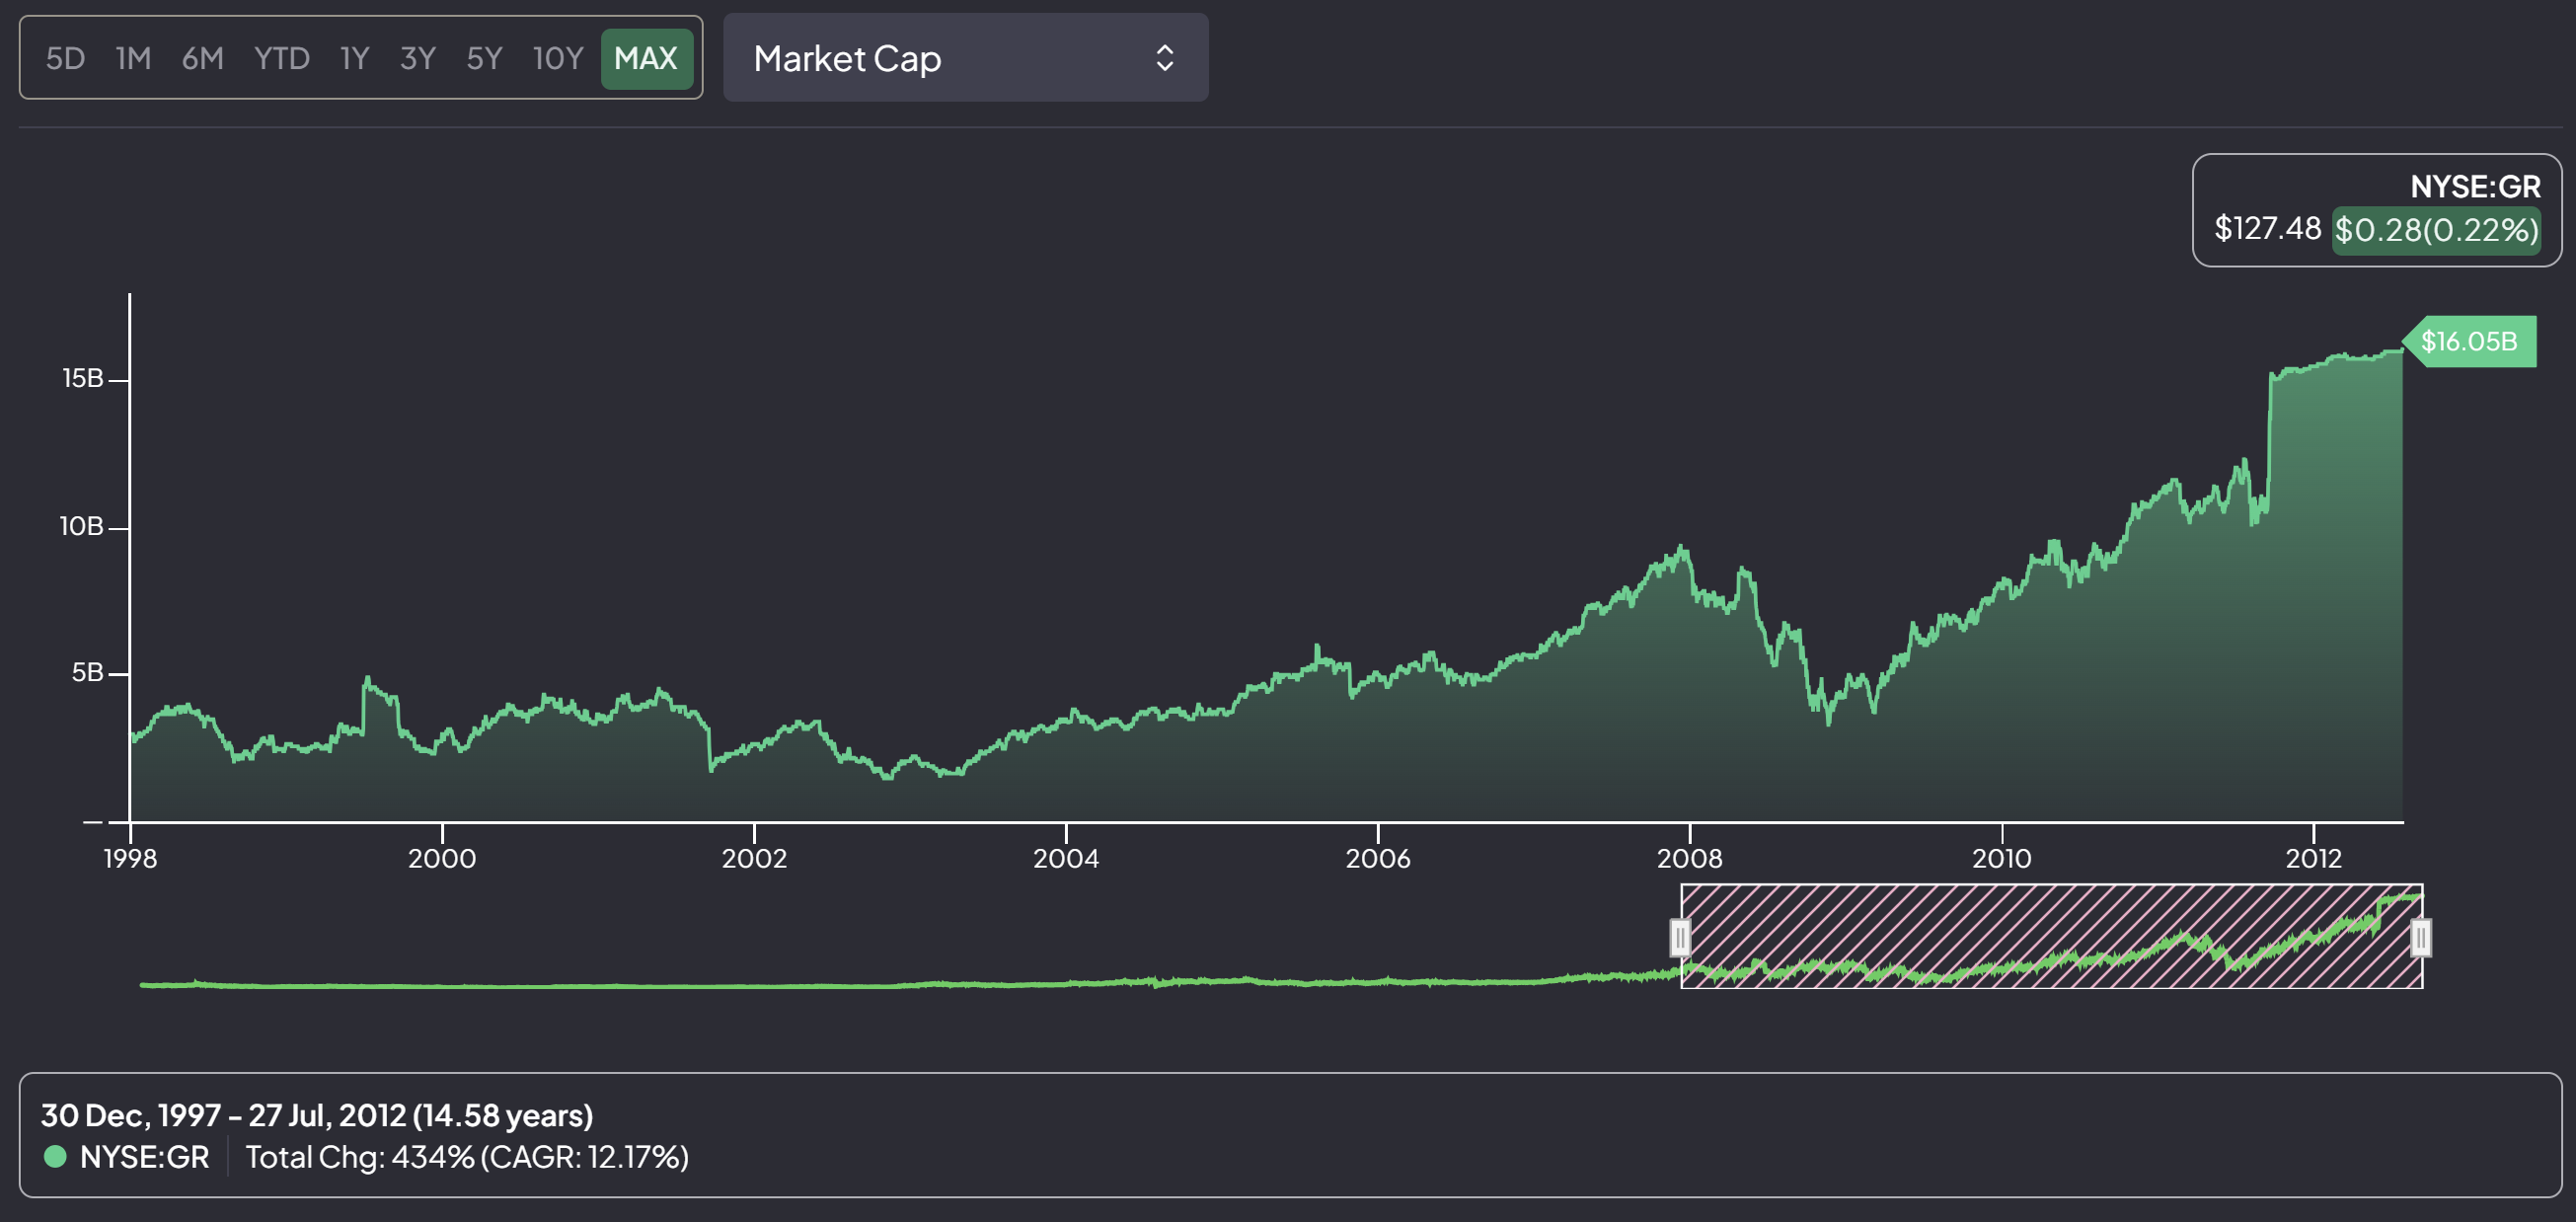 5D 1M 6M YTD 1Y 3Y 5Y 10Y MAX Market Cap
NYSE:GR
$127.48 $0.28(0.22%)
$16.05B
15B
10B
5B
—
1998 2000 2002 2004 2006 2008 2010 2012
30 Dec, 1997 – 27 Jul, 2012 (14.58 years)
NYSE:GR Total Chg: 434% (CAGR: 12.17%)